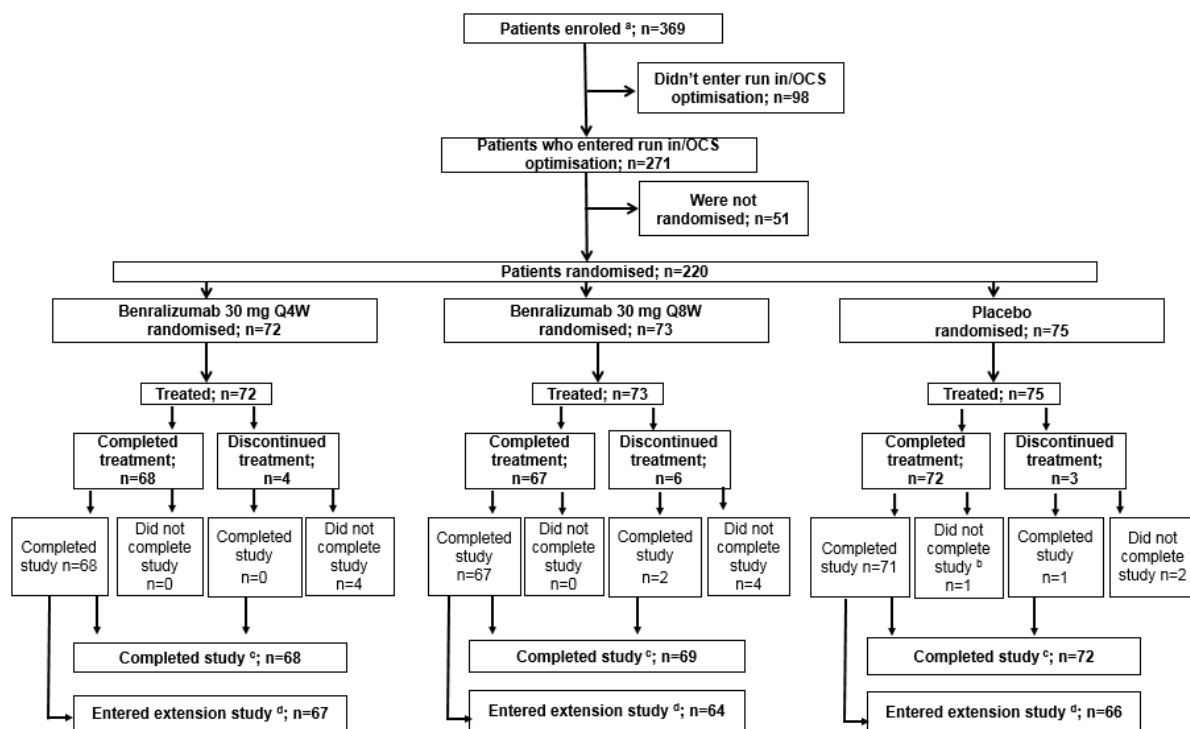 Patients enroled ᵃ; n=369
Didn't enter run in/OCS
optimisation; n=98
Patients who entered run in/OCS
optimisation; n=271
Were not
randomised; n=51
Patients randomised; n=220
Benralizumab 30 mg Q4W
randomised; n=72
Benralizumab 30 mg Q8W
randomised; n=73
Placebo
randomised; n=75
Treated; n=72
Treated; n=73
Treated; n=75
Completed
treatment;
n=68
Discontinued
treatment;
n=4
Completed
treatment;
n=67
Discontinued
treatment;
n=6
Completed
treatment;
n=72
Discontinued
treatment;
n=3
Completed
study n=68
Did not
complete
study
n=0
Completed
study
n=0
Did not
complete
study
n=4
Completed
study
n=67
Did not
complete
study
n=0
Completed
study
n=2
Did not
complete
study
n=4
Completed
study n=71
Did not
complete
study ᵇ
n=1
Completed
study
n=1
Did not
complete
study n=2
Completed study ᶜ; n=68
Completed study ᶜ; n=69
Completed study ᶜ; n=72
Entered extension study ᵈ; n=67
Entered extension study ᵈ; n=64
Entered extension study ᵈ; n=66